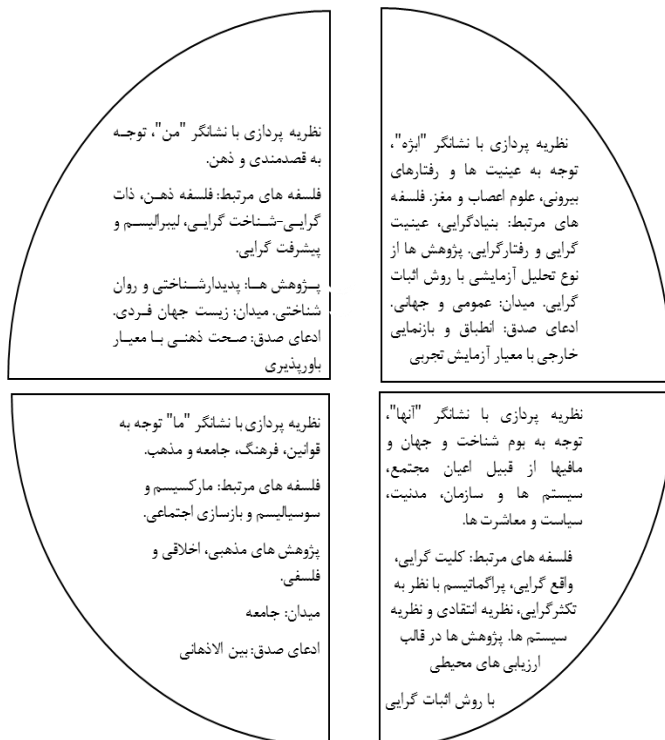 نظریه پردازی با نشانگر "ابژه"،
توجه به عینیت ها و رفتارهای
بیرونی، علوم اعصاب و مغز. فلسفه
های مرتبط: بنیادگرایی، عینیت
گرایی و رفتارگرایی. پژوهش ها از
نوع تحلیل آزمایشی با روش اثبات
گرایی. میدان: عمومی و جهانی.
ادعای صدق: انطباق و بازنمایی
خارجی با معیار آزمایش تجربی
نظریه پردازی با نشانگر "من"، توجه
به قصدمندی و ذهن.
فلسفه های مرتبط: فلسفه ذهن، ذات
گرایی-شناخت گرایی، لیبرالیسم و
پیشرفت گرایی.
پژوهش ها: پدیدارشناختی و روان
شناختی. میدان: زیست جهان فردی.
ادعای صدق: صحت ذهنی با معیار
باورپذیری
نظریه پردازی با نشانگر "آنها"،
توجه به بوم شناخت و جهان و
مافیها از قبیل اعیان مجتمع،
سیستم ها و سازمان، مدنیت،
سیاست و معاشرت ها.
فلسفه های مرتبط: کلیت گرایی،
واقع گرایی، پراگماتیسم با نظر به
تکثرگرایی، نظریه انتقادی و نظریه
سیستم ها. پژوهش ها در قالب
ارزیابی های محیطی
با روش اثبات گرایی
نظریه پردازی با نشانگر "ما" توجه به
قوانین، فرهنگ، جامعه و مذهب.
فلسفه های مرتبط: مارکسیسم و
سوسیالیسم و بازسازی اجتماعی.
پژوهش های مذهبی، اخلاقی و
فلسفی.
میدان: جامعه
ادعای صدق: بین الاذهانی